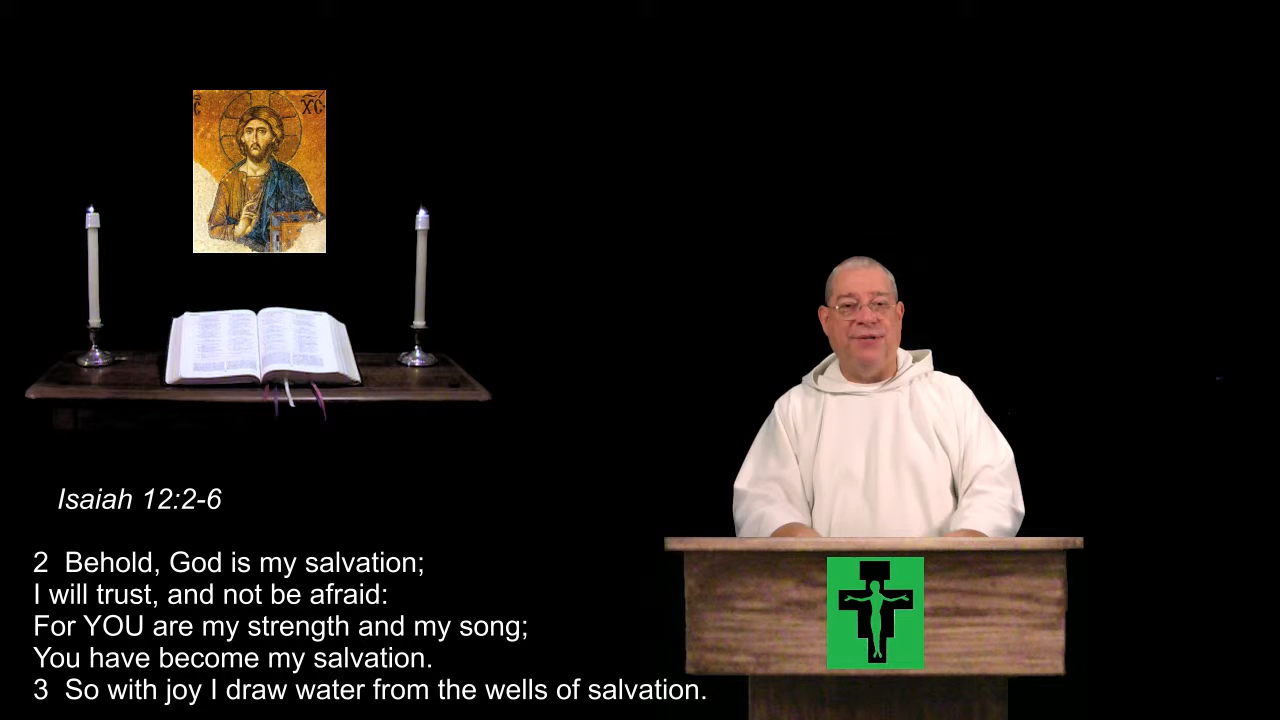 ΧC
Isaiah 12:2-6
2 Behold, God is my salvation;
I will trust, and not be afraid:
For YOU are my strength and my song;
You have become my salvation.
3 So with joy I draw water from the wells of salvation.